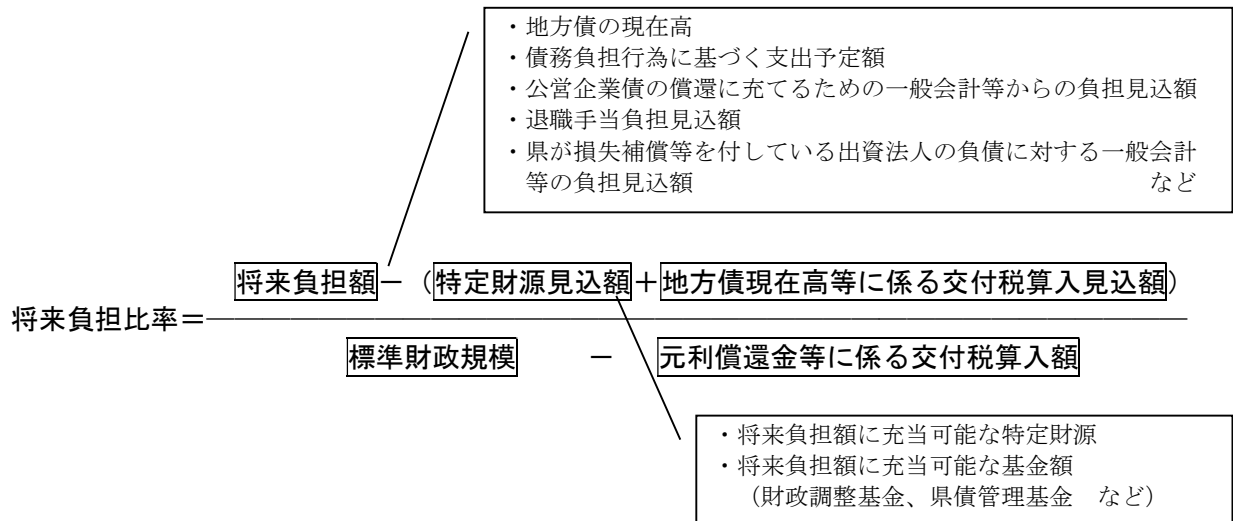 ・地方債の現在高
・債務負担行為に基づく支出予定額
・公営企業債の償還に充てるための一般会計等からの負担見込額
・退職手当負担見込額
・県が損失補償等を付している出資法人の負債に対する一般会計
等の負担見込額 など
将来負担額－（特定財源見込額＋地方債現在高等に係る交付税算入見込額）
将来負担比率＝
標準財政規模 － 元利償還金等に係る交付税算入額
・将来負担額に充当可能な特定財源
・将来負担額に充当可能な基金額
（財政調整基金、県債管理基金 など）